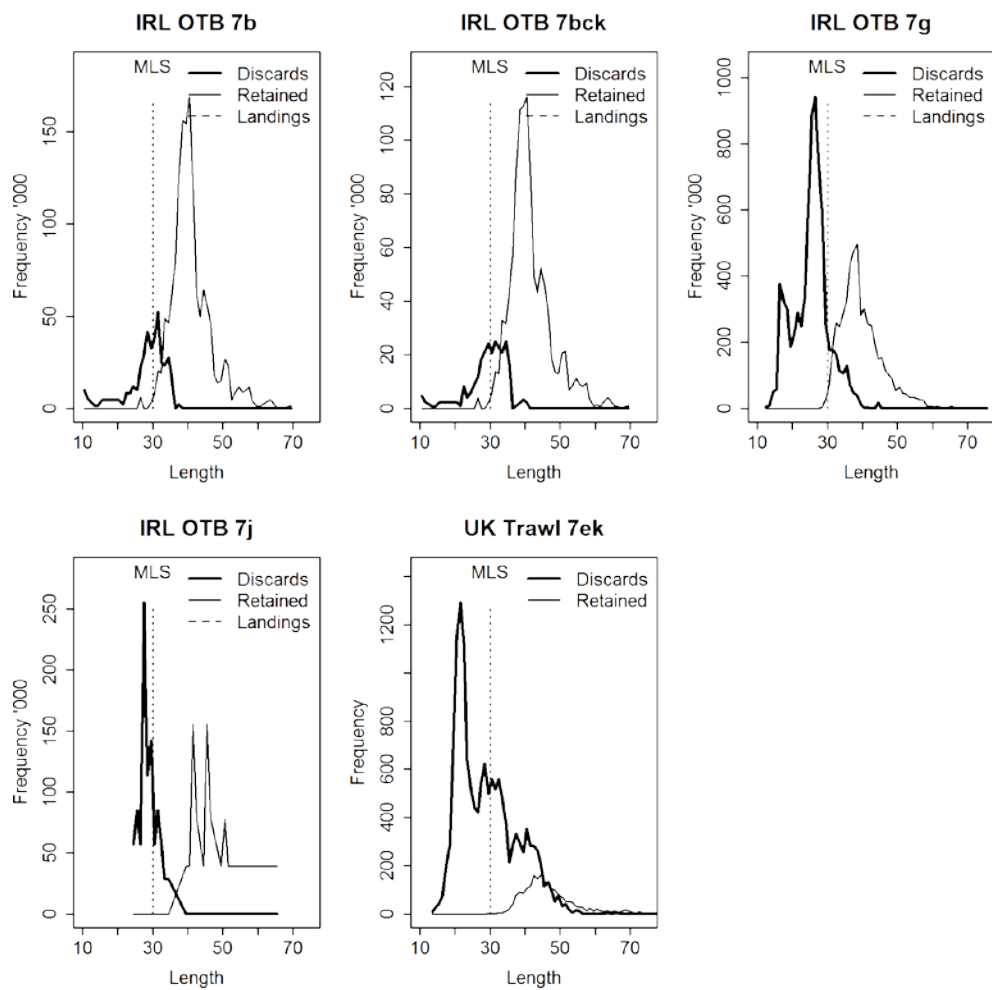 IRL OTB 7b
MLS
Discards
Retained
Landings
Frequency '000
0
50
100
150
10
30
50
70
Length
IRL OTB 7bck
MLS
Discards
Retained
Landings
Frequency '000
0
20
40
60
80
100
120
10
30
50
70
Length
IRL OTB 7g
MLS
Discards
Retained
Landings
Frequency '000
0
200
400
600
800
1000
10
30
50
70
Length
IRL OTB 7j
MLS
Discards
Retained
Landings
Frequency '000
0
50
100
150
200
250
10
30
50
70
Length
UK Trawl 7ek
MLS
Discards
Retained
Frequency
0
200
400
600
800
1200
10
30
50
70
Length